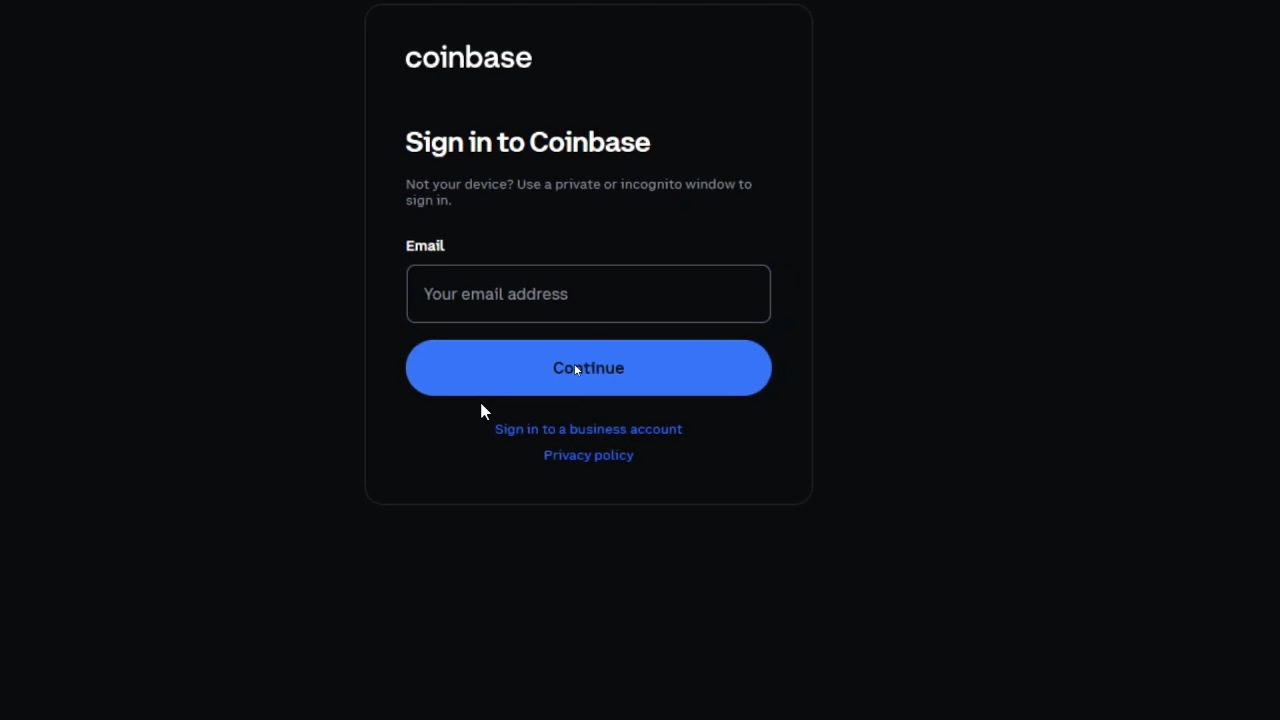 coinbase
Sign in to Coinbase
Not your device? Use a private or incognito window to
sign in.
Email
Your email address
Continue
Sign in to a business account
Privacy policy